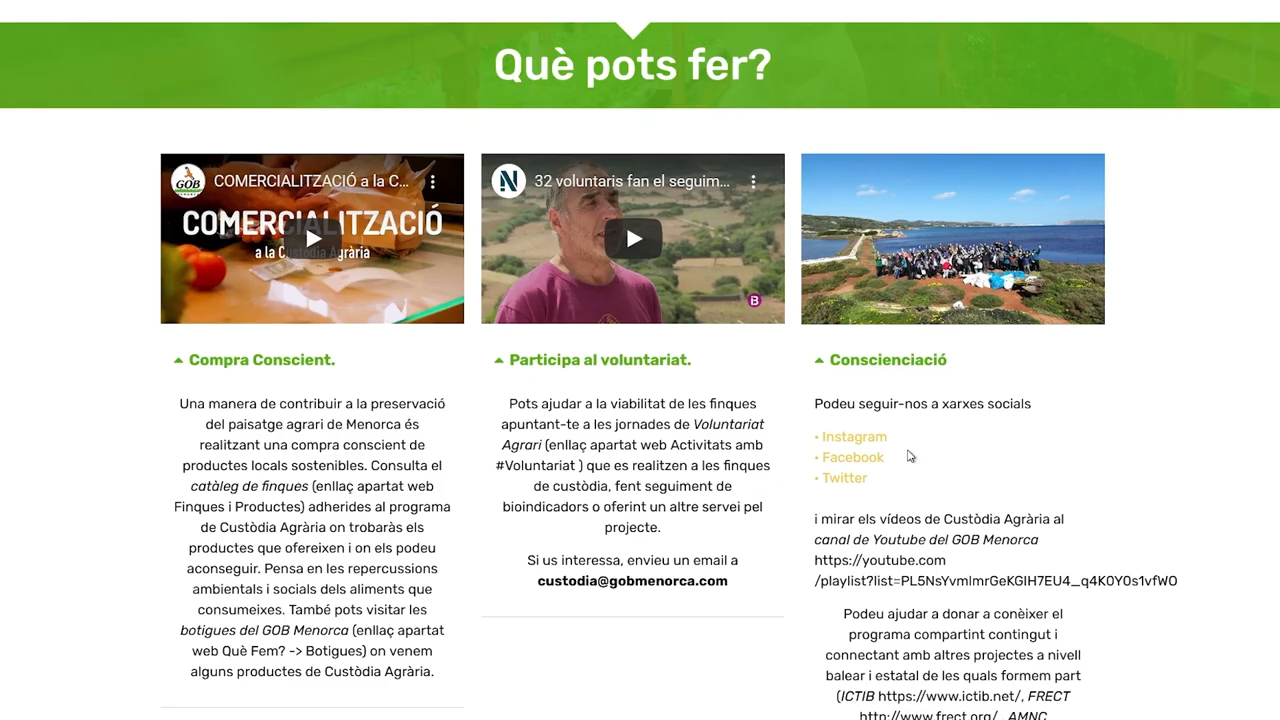 Què pots fer?
GOB
COMERCIALITZACIÓ a la C...
COMERCIALITZACIÓ
a la Custòdia Agrària
N
32 voluntaris fan el seguim...
B
Compra Conscient.
Una manera de contribuir a la preservació
del paisatge agrari de Menorca és
realitzant una compra conscient de
productes locals sostenibles. Consulta el
catàleg de finques (enllaç apartat web
Finques i Productes) adherides al programa
de Custòdia Agrària on trobaràs els
productes que ofereixen i on els podeu
aconseguir. Pensa en les repercussions
ambientals i socials dels aliments que
consumeixes. També pots visitar les
botigues del GOB Menorca (enllaç apartat
web Què Fem? -> Botigues) on venem
alguns productes de Custòdia Agrària.
Participa al voluntariat.
Pots ajudar a la viabilitat de les finques
apuntant-te a les jornades de Voluntariat
Agrari (enllaç apartat web Activitats amb
#Voluntariat ) que es realitzen a les finques
de custòdia, fent seguiment de
bioindicadors o oferint un altre servei pel
projecte.
Si us interessa, envieu un email a
custodia@gobmenorca.com
Conscienciació
Podeu seguir-nos a xarxes socials
• Instagram
• Facebook
• Twitter
i mirar els vídeos de Custòdia Agrària al
canal de Youtube del GOB Menorca
https://youtube.com
/playlist?list=PL5NsYvmlmrGeKGIH7EU4_q4K0Y0s1vfWO
Podeu ajudar a donar a conèixer el
programa compartint contingut i
connectant amb altres projectes a nivell
balear i estatal de les quals formem part
(ICTIB https://www.ictib.net/, FRECT
http://www.frect.org/ , AMNC